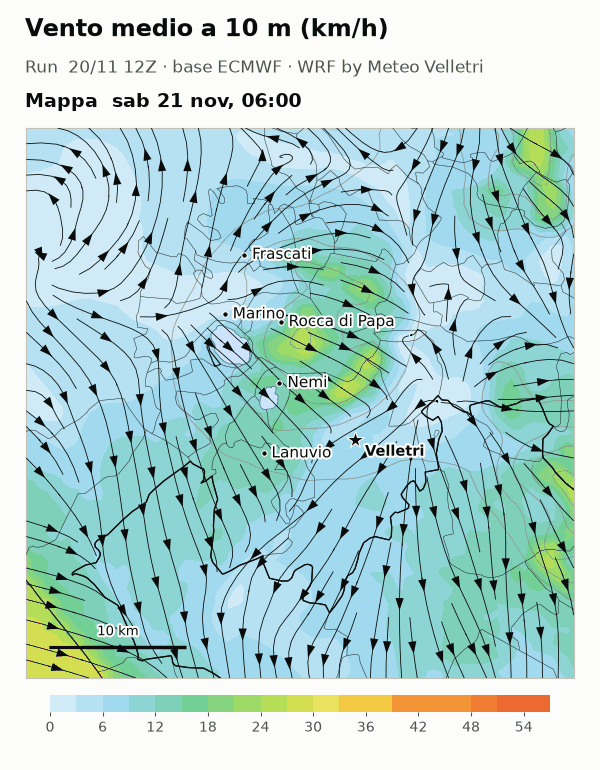 Vento medio a 10 m (km/h)
Run  20/11 12Z · base ECMWF · WRF by Meteo Velletri
Mappa  sab 21 nov, 06:00
Frascati
Marino
Rocca di Papa
Nemi
Lanuvio
Velletri
10 km
0 6 12 18 24 30 36 42 48 54